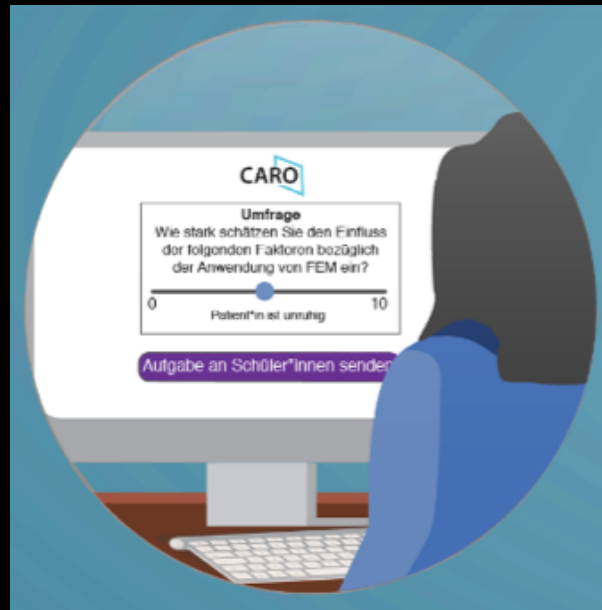 CARO
Umfrage
Wie stark schätzen Sie den Einfluss
der folgenden Faktoren bezüglich
der Anwendung von FEM ein?
0 10
Patient*in ist unruhig
Aufgabe an Schüler*innen senden